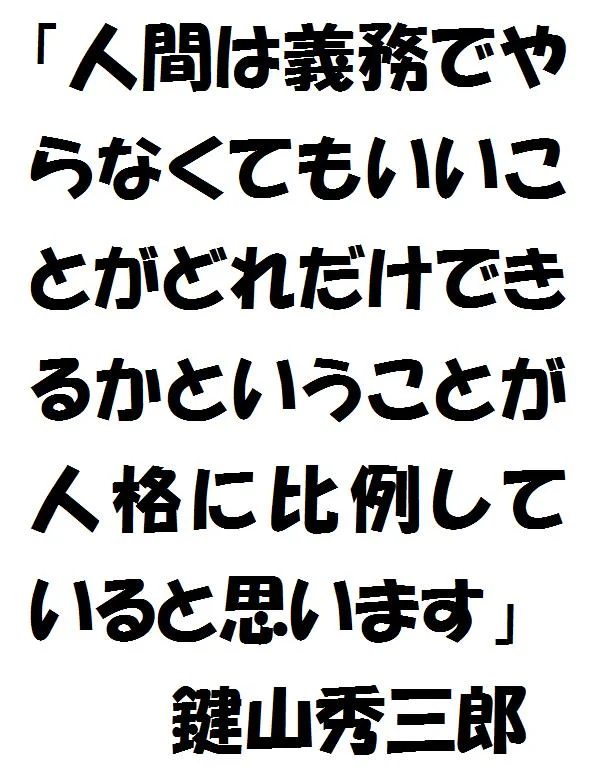 「人間は義務でや
らなくてもいいこ
とがどれだけでき
るかということが
人格に比例して
いると思います」
鍵山秀三郎